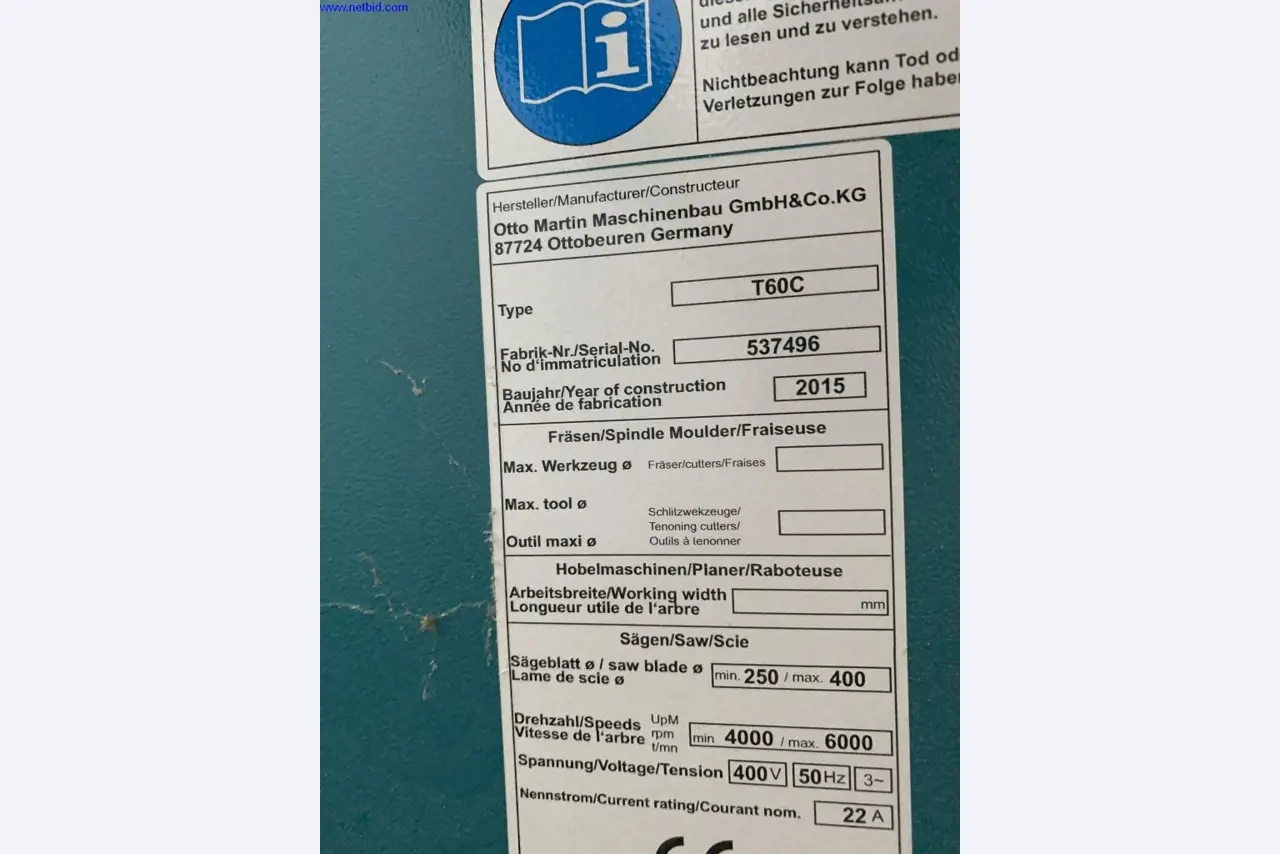 www.netbid.com
und alle
zu lesen und zu verstehen.
Nichtbeachtung kann Tod
Verletzungen zur Folge
Hersteller/Manufacturer/Constructeur
Otto Martin Maschinenbau GmbH&Co.KG
87724 Ottobeuren Germany
Type T60C
Fabrik-Nr./Serial-No. 537496
No d'immatriculation
Baujahr/Year of construction 2015
Année de fabrication
Fräsen/Spindle Moulder/Fraiseuse
Max. Werkzeug ø Fräser/cutters/Fraises
Max. tool ø Schlitzwekzeuge/
Tenoning cutters/
Outil maxi ø Outils à tenonner
Hobelmaschinen/Planer/Raboteuse
Arbeitsbreite/Working width mm
Longueur utile de l'arbre
Sägen/Saw/Scie
Sägeblatt ø / saw blade ø min. 250 / max. 400
Lame de scie ø
Drehzahl/Speeds UpM
Vitesse de l'arbre rpm min 4000 / max. 6000
t/mn
Spannung/Voltage/Tension 400V 50Hz 3~
Nennstrom/Current rating/Courant nom. 22 A
CE